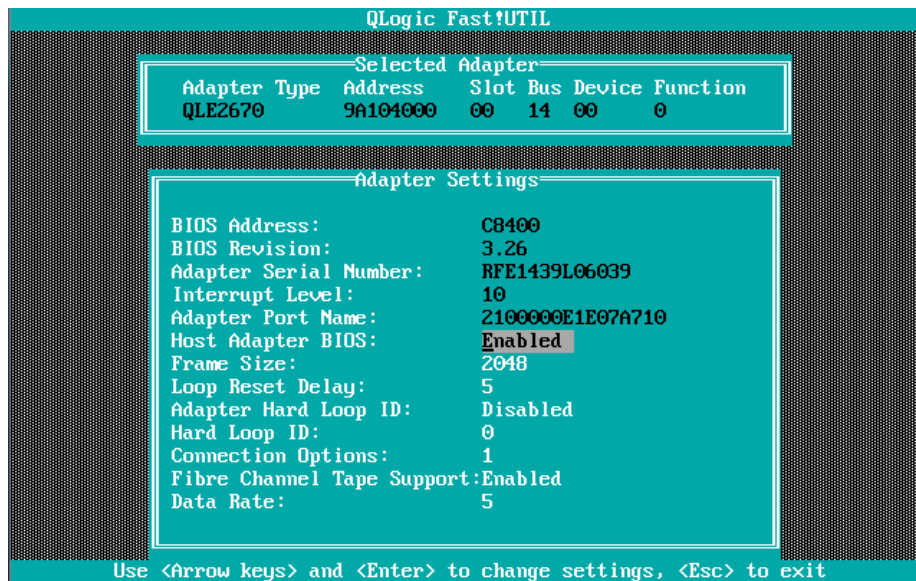 QLogic Fast!UTIL
Selected Adapter
Adapter Type Address Slot Bus Device Function
QLE2670 9A104000 00 14 00 0
Adapter Settings
BIOS Address: C8400
BIOS Revision: 3.26
Adapter Serial Number: RFE1439L06039
Interrupt Level: 10
Adapter Port Name: 2100000E1E07A710
Host Adapter BIOS: Enabled
Frame Size: 2048
Loop Reset Delay: 5
Adapter Hard Loop ID: Disabled
Hard Loop ID: 0
Connection Options: 1
Fibre Channel Tape Support:Enabled
Data Rate: 5
Use <Arrow keys> and <Enter> to change settings, <Esc> to exit